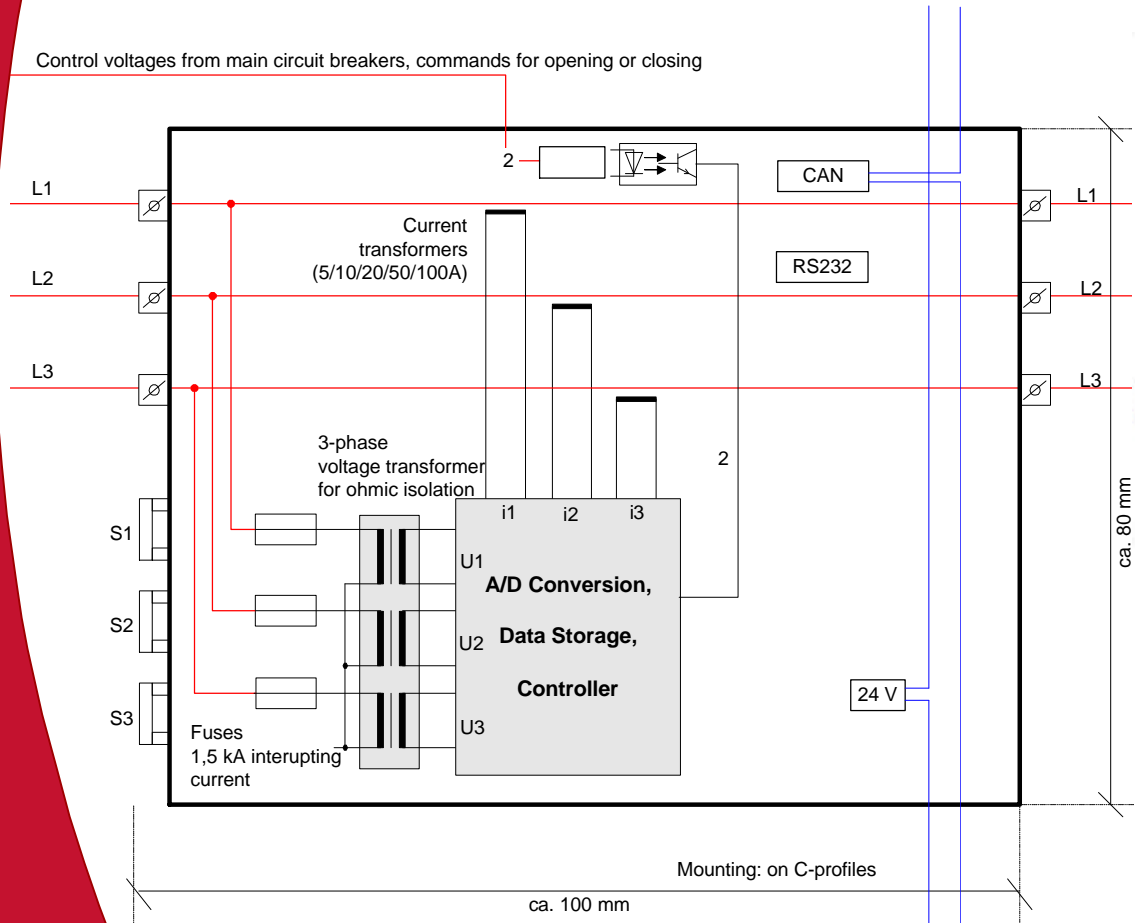 Control voltages from main circuit breakers, commands for opening or closing
2
CAN
L1
L1
Current
transformers
(5/10/20/50/100A)
RS232
L2
L2
L3
L3
3-phase
voltage transformer
for ohmic isolation
2
i1
i2
i3
S1
U1
A/D Conversion,
S2
U2
Data Storage,
Controller
24 V
S3
U3
Fuses
1,5 kA interupting
current
ca. 80 mm
Mounting: on C-profiles
ca. 100 mm